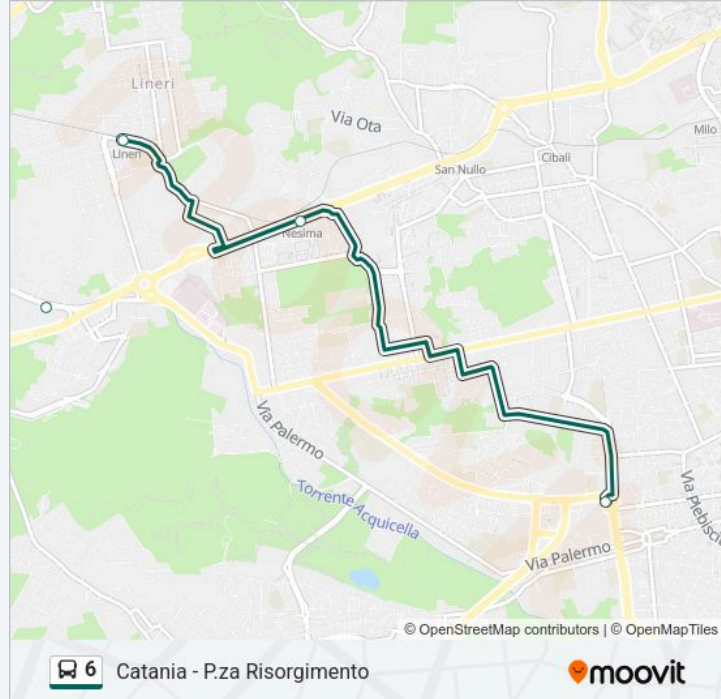 Lineri
Via Ota
Milo
Lineri
Cibali
San Nullo
Nesima
Via Palermo
Torrente Acquicella
Via Plebisci
Via Palermo
© OpenStreetMap contributors | © OpenMapTiles
6 Catania - P.za Risorgimento
moovit